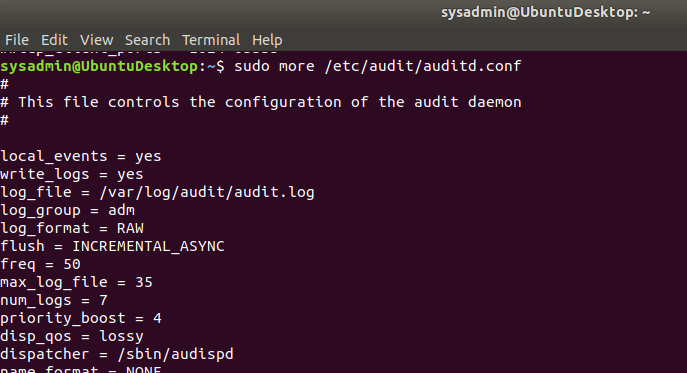 sysadmin@UbuntuDesktop: ~
File Edit View Search Terminal Help
sysadmin@UbuntuDesktop:~$ sudo more /etc/audit/auditd.conf
#
# This file controls the configuration of the audit daemon
#
local_events = yes
write_logs = yes
log_file = /var/log/audit/audit.log
log_group = adm
log_format = RAW
flush = INCREMENTAL_ASYNC
freq = 50
max_log_file = 35
num_logs = 7
priority_boost = 4
disp_qos = lossy
dispatcher = /sbin/audispd
name_format = NONE